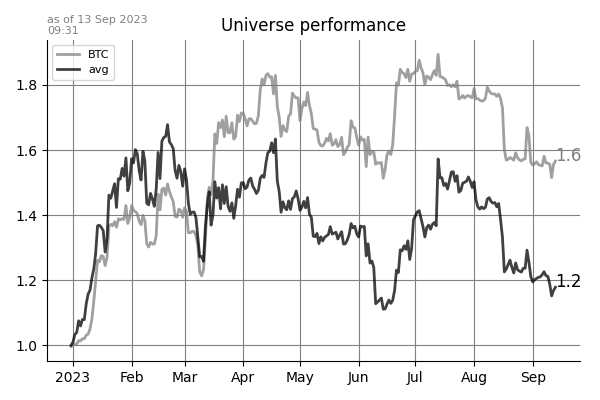 as of 13 Sep 2023
09:31
Universe performance
BTC
avg
1.8
1.6
1.4
1.2
1.0
1.6
1.2
2023 Feb Mar Apr May Jun Jul Aug Sep